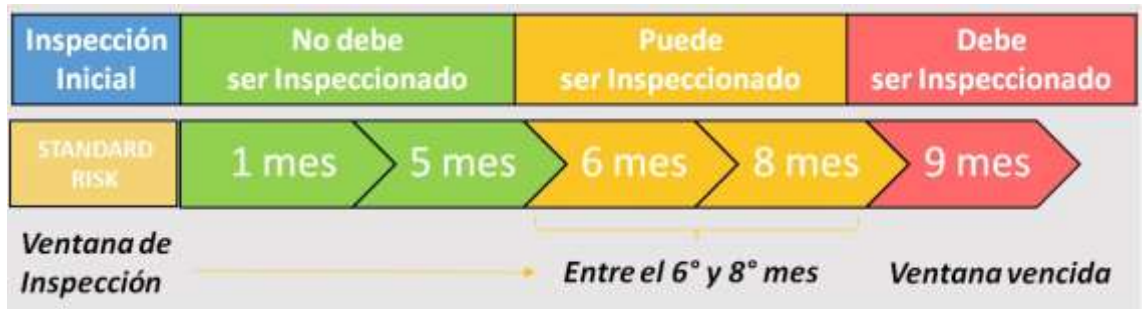 Inspección
Inicial
No debe
ser Inspeccionado
Puede
ser Inspeccionado
Debe
ser Inspeccionado
STANDARD
RISK
1 mes
5 mes
6 mes
8 mes
9 mes
Ventana de
Inspección
Entre el 6° y 8° mes
Ventana vencida